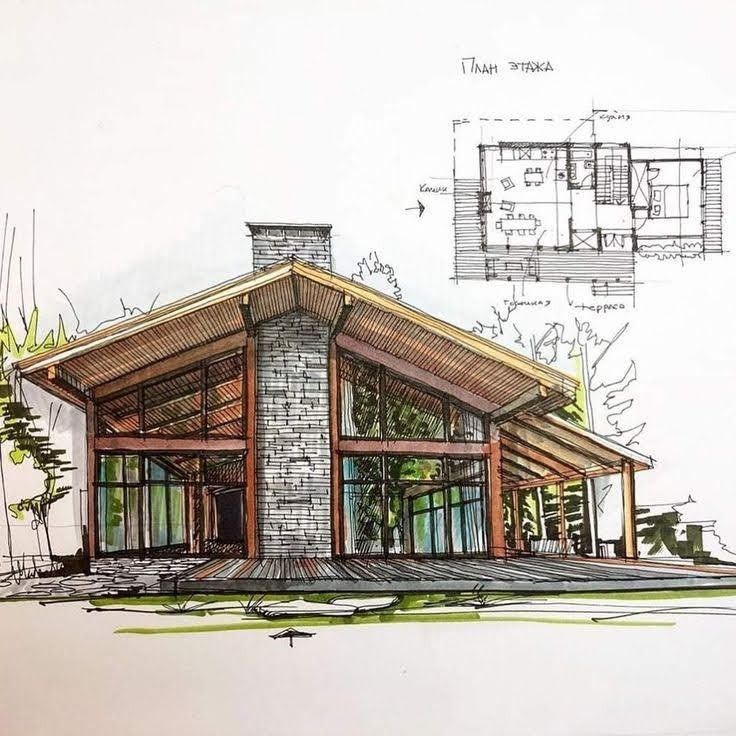 План этажа
кухня
Камин
Гостиная
терраса